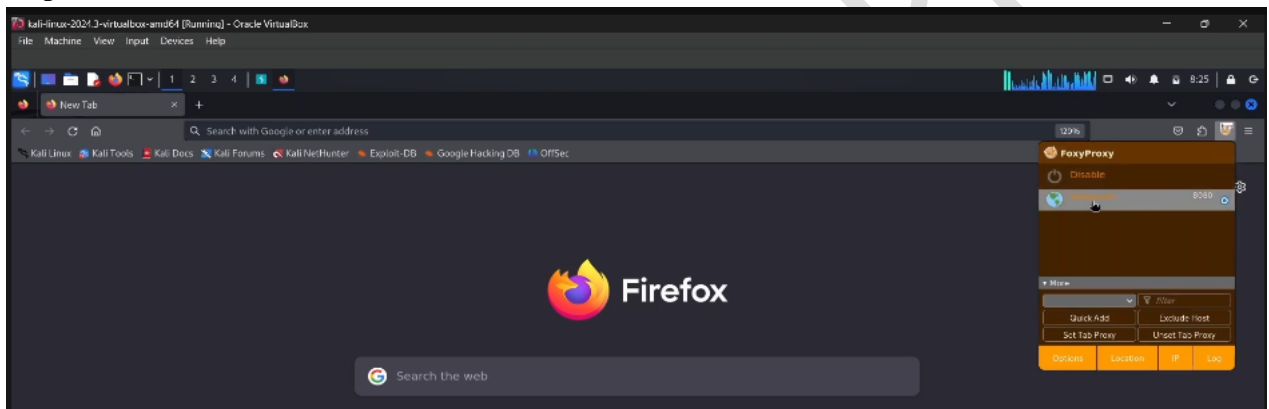 kali-linux-2024.3-virtualbox-amd64 [Running] - Oracle VirtualBox
File Machine View Input Devices Help
1 2 3 4
8:25
New Tab
Search with Google or enter address
120%
Kali Linux Kali Tools Kali Docs Kali Forums Kali NetHunter Exploit-DB Google Hacking DB OffSec
FoxyProxy
Disable
8080
Firefox
More
Filter
Quick Add Exclude Host
Set Tab Proxy Unset Tab Proxy
Options Location IP Log
Search the web